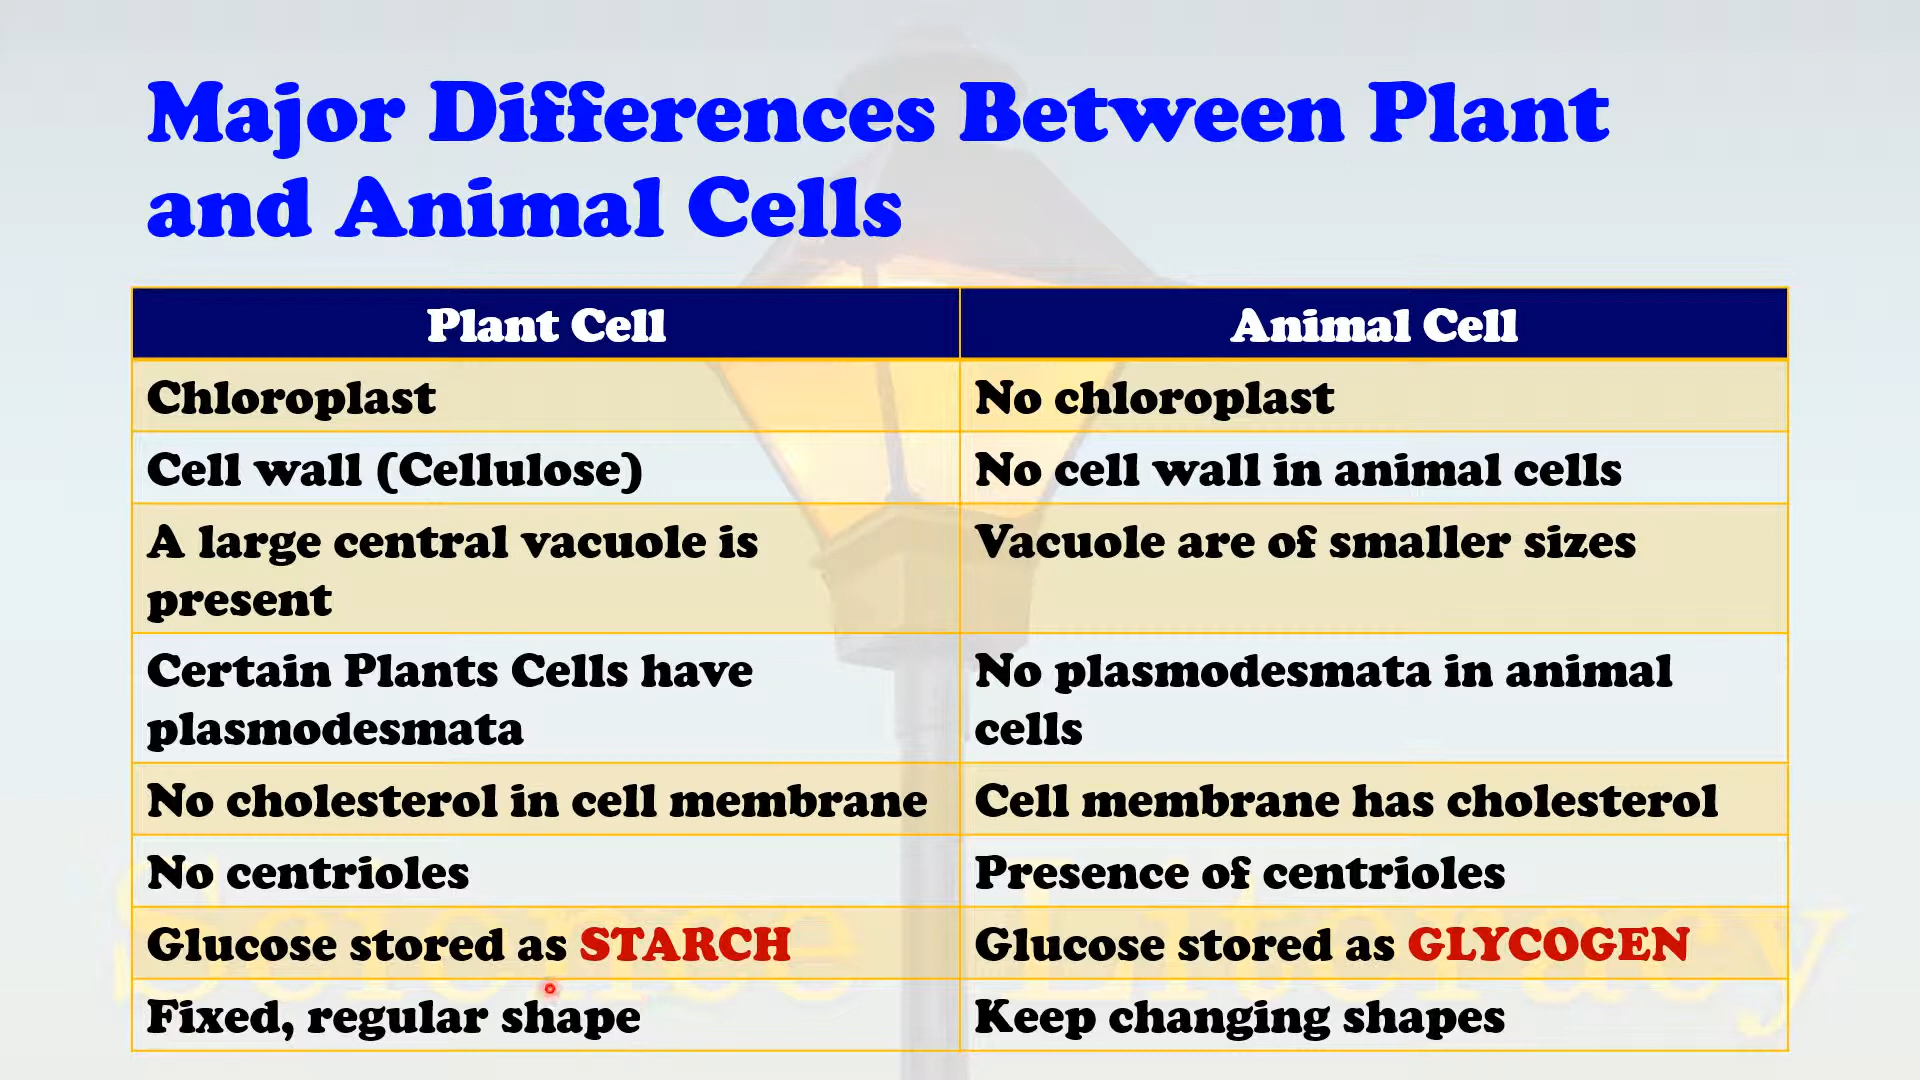 Major Differences Between Plant
and Animal Cells
Plant Cell
Animal Cell
Chloroplast
No chloroplast
Cell wall (Cellulose)
No cell wall in animal cells
A large central vacuole is
present
Vacuole are of smaller sizes
Certain Plants Cells have
plasmodesmata
No plasmodesmata in animal
cells
No cholesterol in cell membrane
Cell membrane has cholesterol
No centrioles
Presence of centrioles
Glucose stored as STARCH
Glucose stored as GLYCOGEN
Fixed, regular shape
Keep changing shapes
Science Literacy